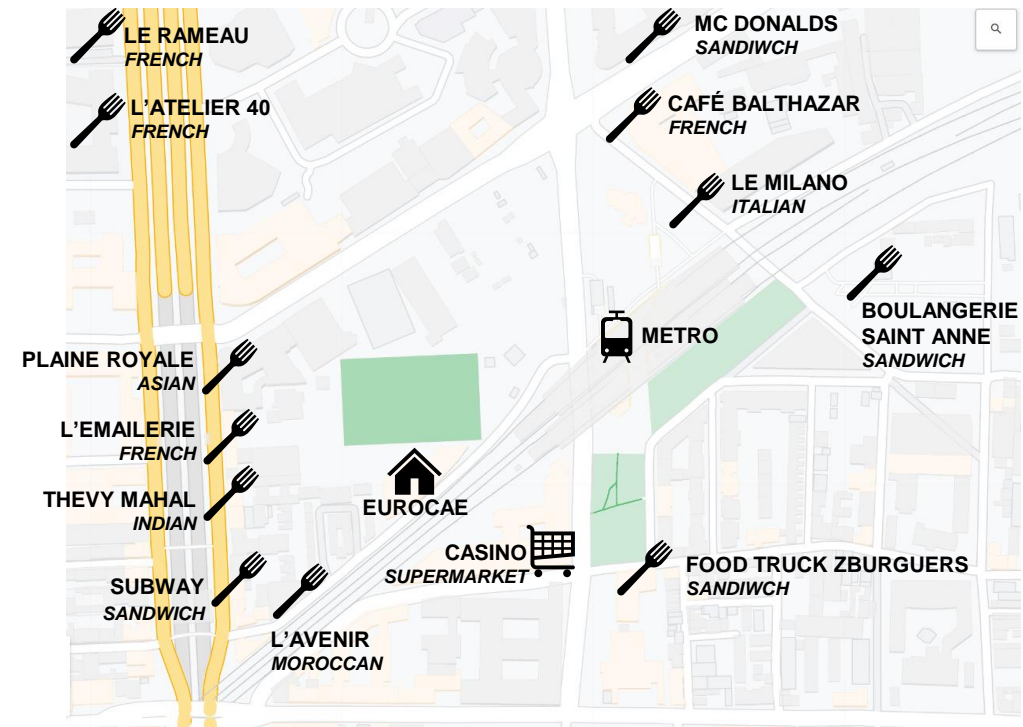 LE RAMEAU
FRENCH
MC DONALDS
SANDIWCH
L'ATELIER 40
FRENCH
CAFÉ BALTHAZAR
FRENCH
LE MILANO
ITALIAN
BOULANGERIE
SAINT ANNE
SANDWICH
METRO
PLAINE ROYALE
ASIAN
L'EMAILERIE
FRENCH
THEVY MAHAL
INDIAN
EUROCAE
CASINO
SUPERMARKET
SUBWAY
SANDWICH
FOOD TRUCK ZBURGUERS
SANDIWCH
L'AVENIR
MOROCCAN